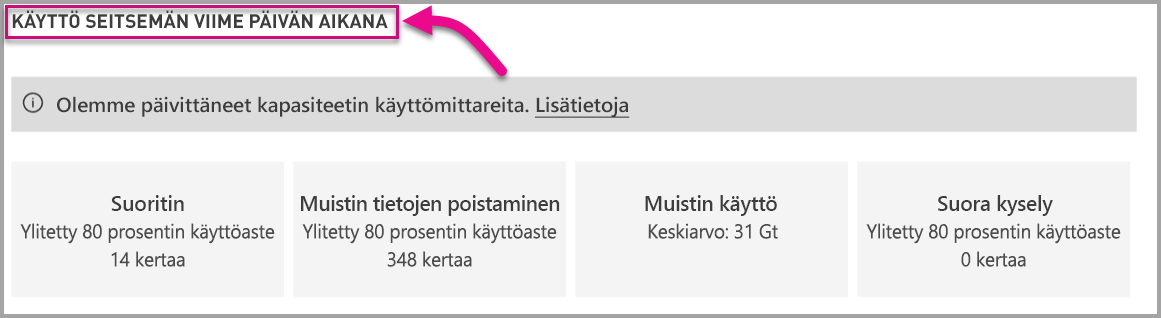 KÄYTTÖ SEITSEMÄN VIIME PÄIVÄN AIKANA
Olemme päivittäneet kapasiteetin käyttömittareita. Lisätietoja
Suoritin
Ylitetty 80 prosentin käyttöaste
14 kertaa
Muistin tietojen poistaminen
Ylitetty 80 prosentin käyttöaste
348 kertaa
Muistin käyttö
Keskiarvo: 31 Gt
Suora kysely
Ylitetty 80 prosentin käyttöaste
0 kertaa